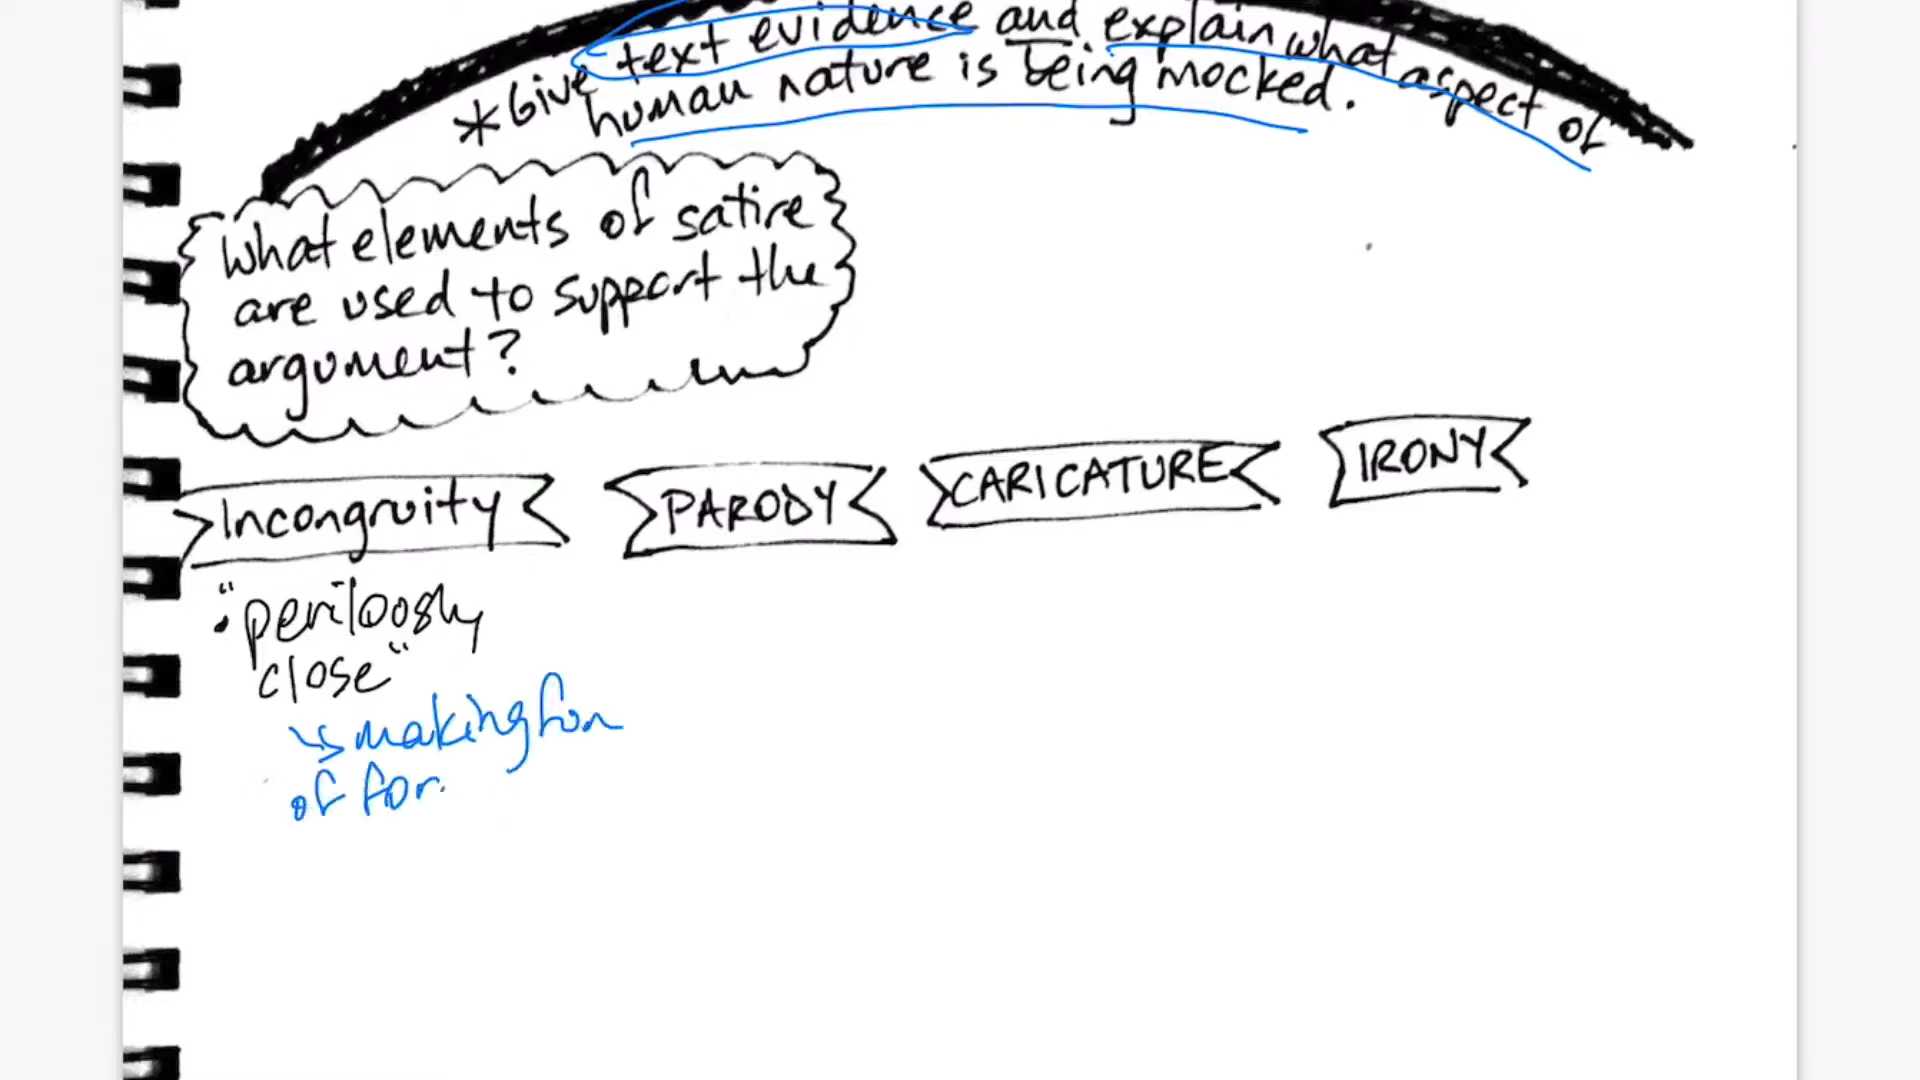 *Give text evidence and explain what aspect of
human nature is being mocked.
What elements of satire
are used to support the
argument?
Incongruity
PARODY
CARICATURE
IRONY
• "perilously
close"
↳ making fun
of for